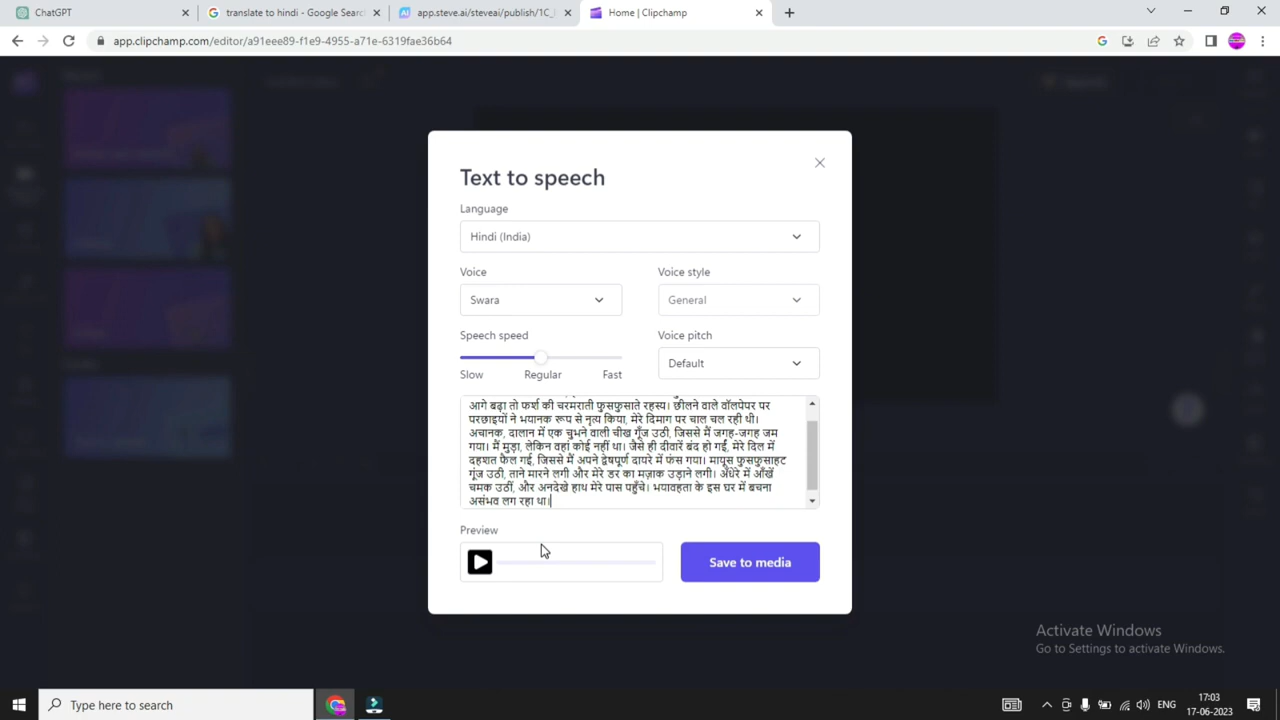 ChatGPT
translate to hindi - Google Searc
app.steve.ai/steveai/publish/1C_
Home | Clipchamp
app.clipchamp.com/editor/a91eee89-f1e9-4955-a71e-6319fae36b64
Text to speech
Language
Hindi (India)
Voice
Voice style
Swara
General
Speech speed
Voice pitch
Default
Slow
Regular
Fast
आगे बढ़ा तो फर्श की चरमराती फुसफुसाते रहस्य। छीलने वाले वॉलपेपर पर
परछाइयों ने भयानक रूप से नृत्य किया, मेरे दिमाग पर चाल चल रही थी।
अचानक, दालान में एक चुभने वाली चीख गूँज उठी, जिससे मैं जगह-जगह जम
गया। मैं मुड़ा, लेकिन वहां कोई नहीं था। जैसे ही दीवारें बंद हो गईं, मेरे दिल में
दहशत फैल गई, जिससे मैं अपने द्वेषपूर्ण दायरे में फंस गया। मायूस फुसफुसाहट
गूंज उठी, ताने मारने लगी और मेरे डर का मज़ाक उड़ाने लगी। अँधेरे में आँखें
चमक उठीं, और अनदेखे हाथ मेरे पास पहुँचे। भयावहता के इस घर में बचना
असंभव लग रहा था।
Preview
Save to media
Activate Windows
Go to Settings to activate Windows.
Type here to search
ENG
17:03
17-06-2023